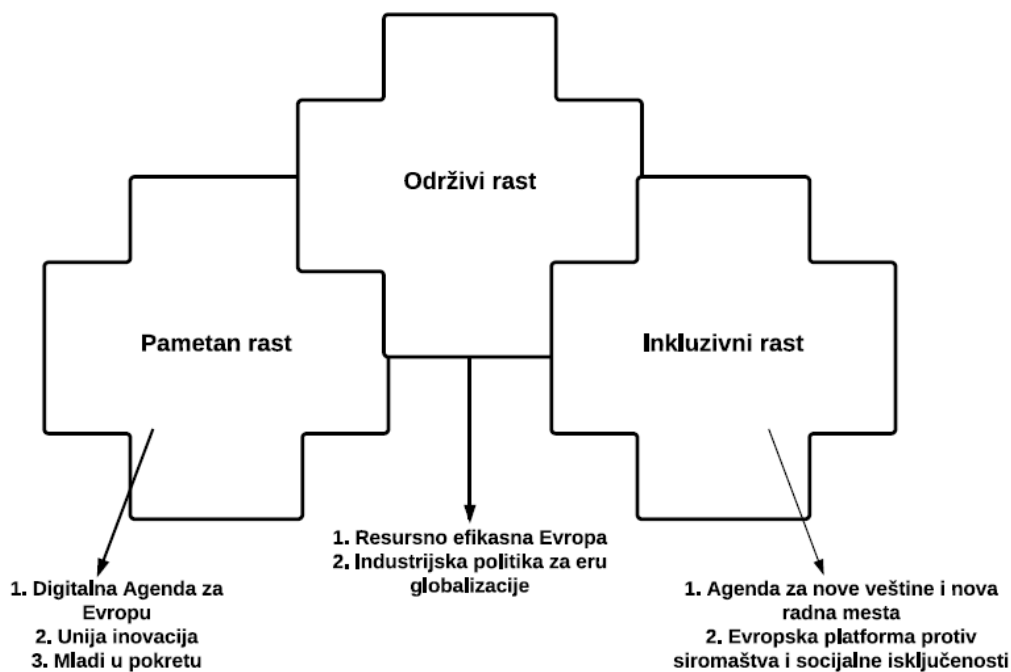 Održivi rast
Pametan rast
Inkluzivni rast
1. Resursno efikasna Evropa
2. Industrijska politika za eru
globalizacije
1. Digitalna Agenda za
Evropu
2. Unija inovacija
3. Mladi u pokretu
1. Agenda za nove veštine i nova
radna mesta
2. Evropska platforma protiv
siromaštva i socijalne isključenosti